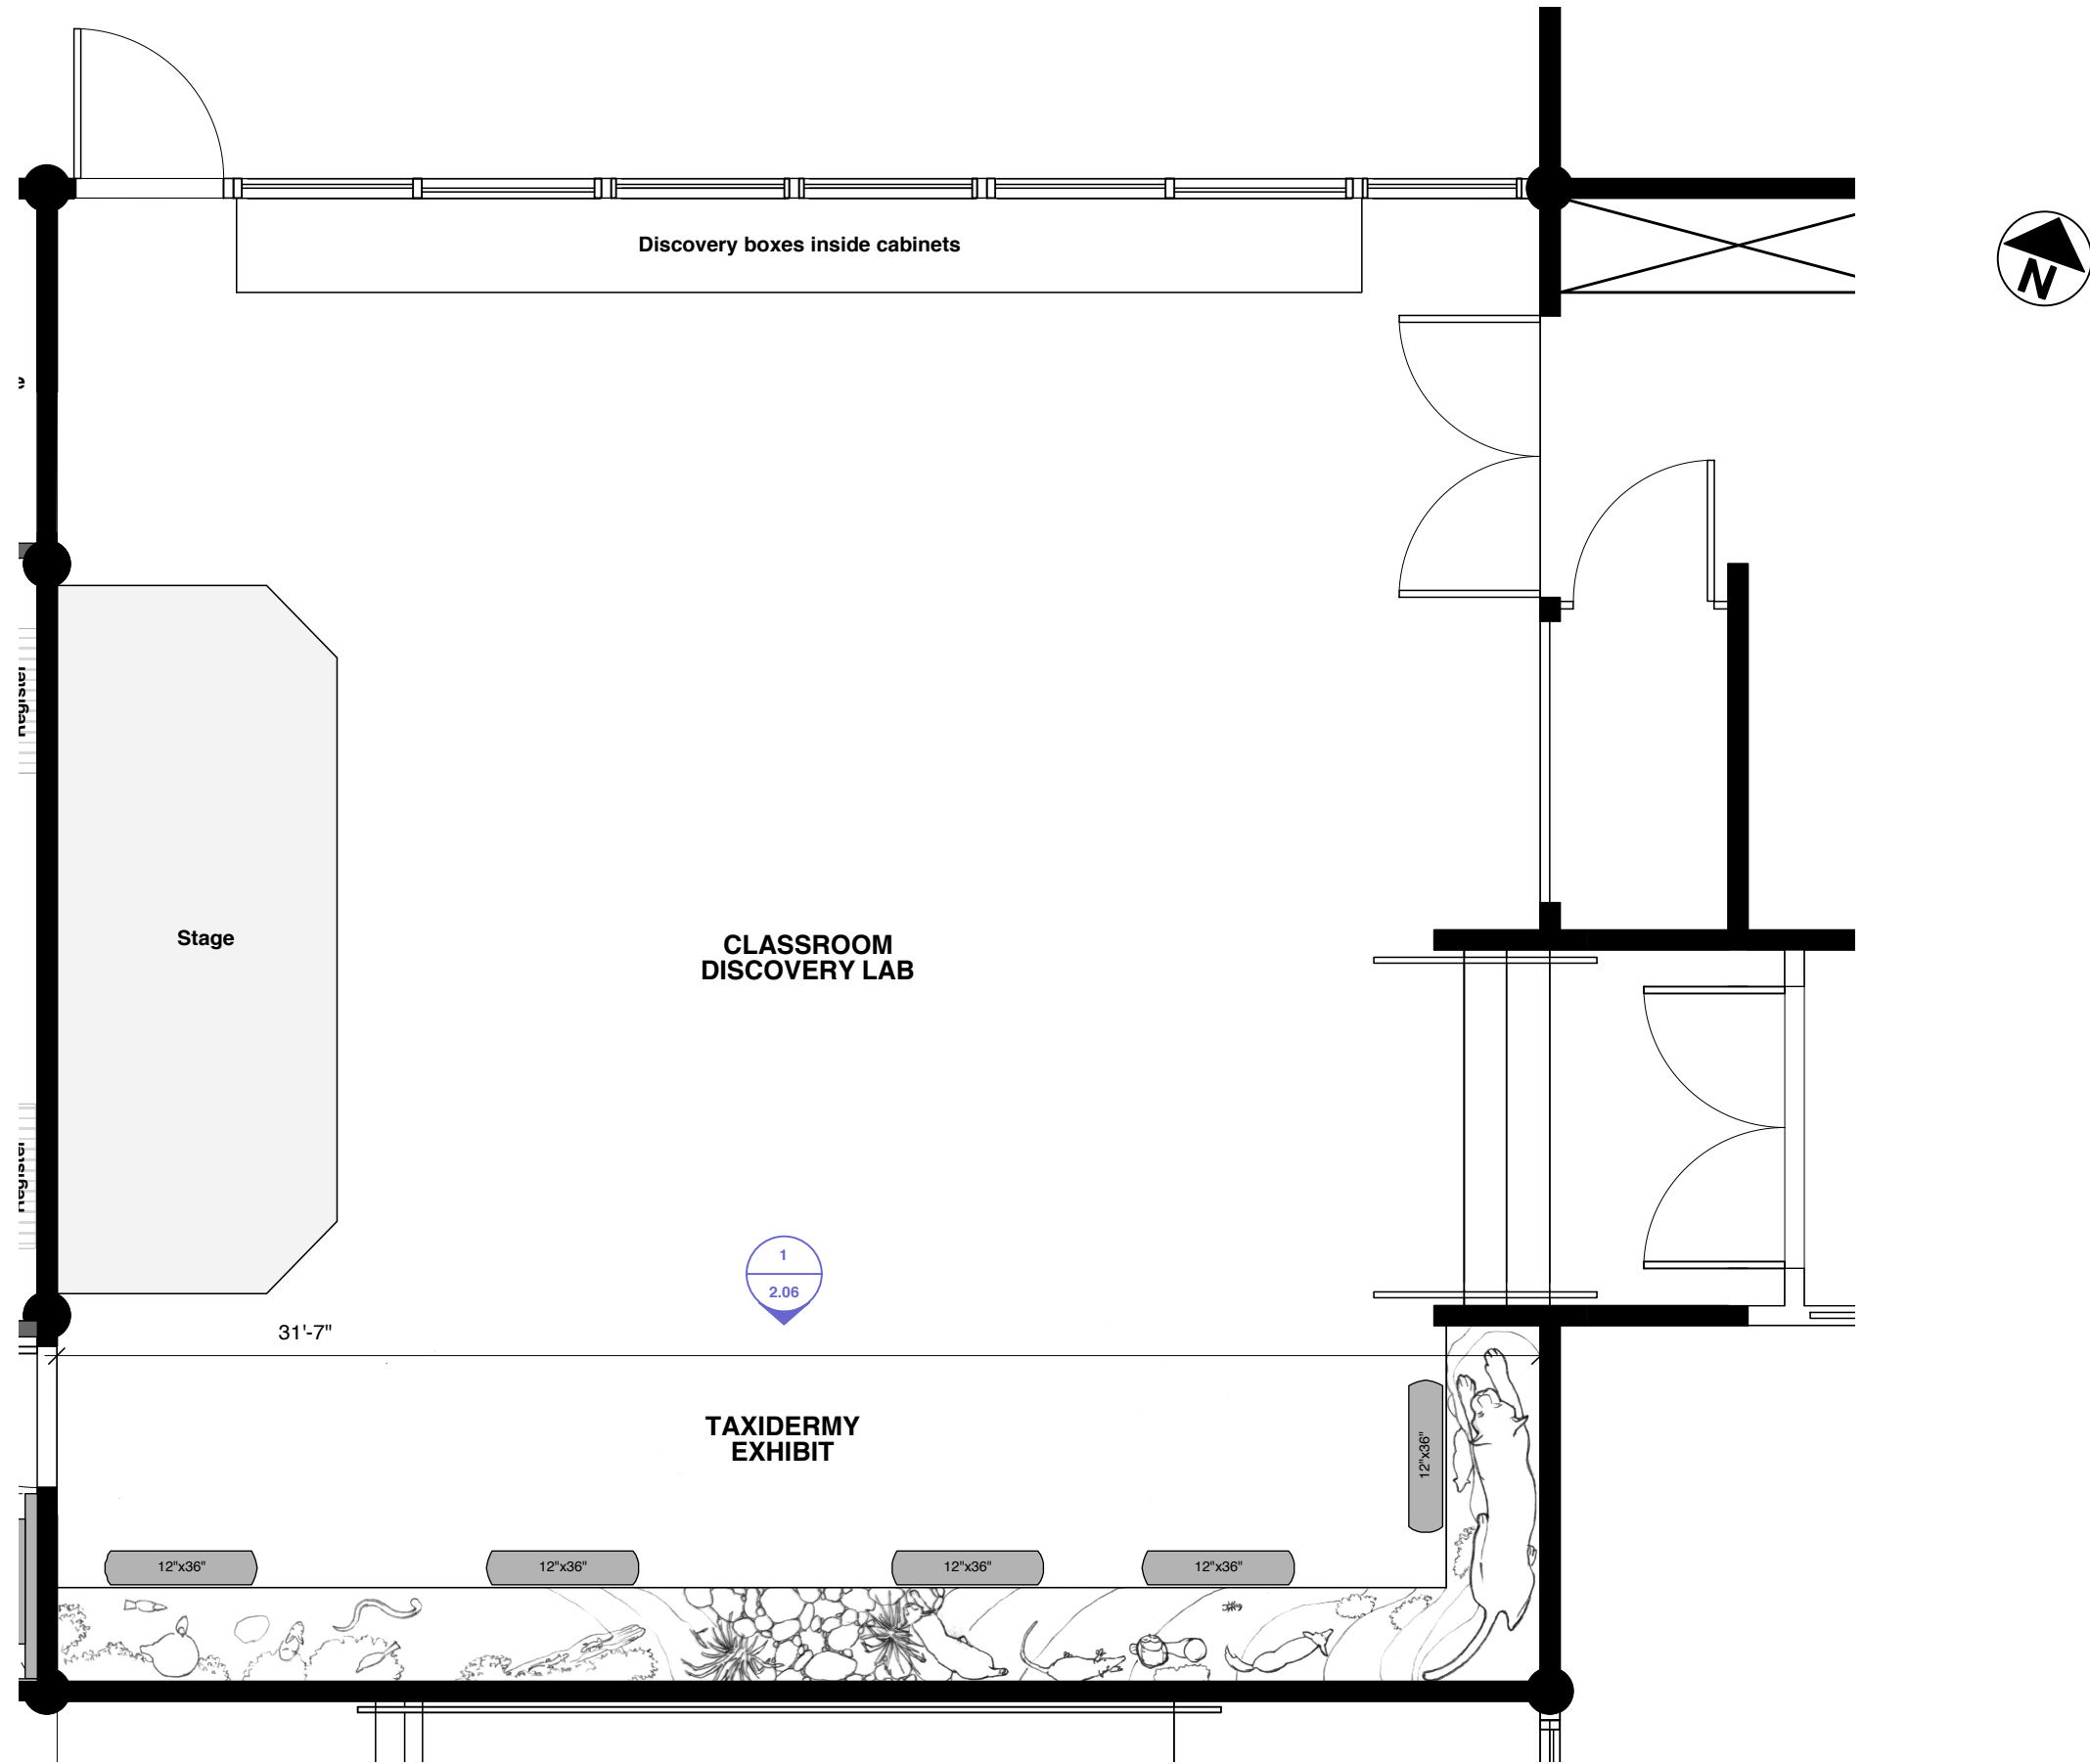 Discovery boxes inside cabinets
N
Stage
CLASSROOM
DISCOVERY LAB
1
2.06
31'-7"
TAXIDERMY
EXHIBIT
12"x36"
12"x36"
12"x36"
12"x36"
12"x36"